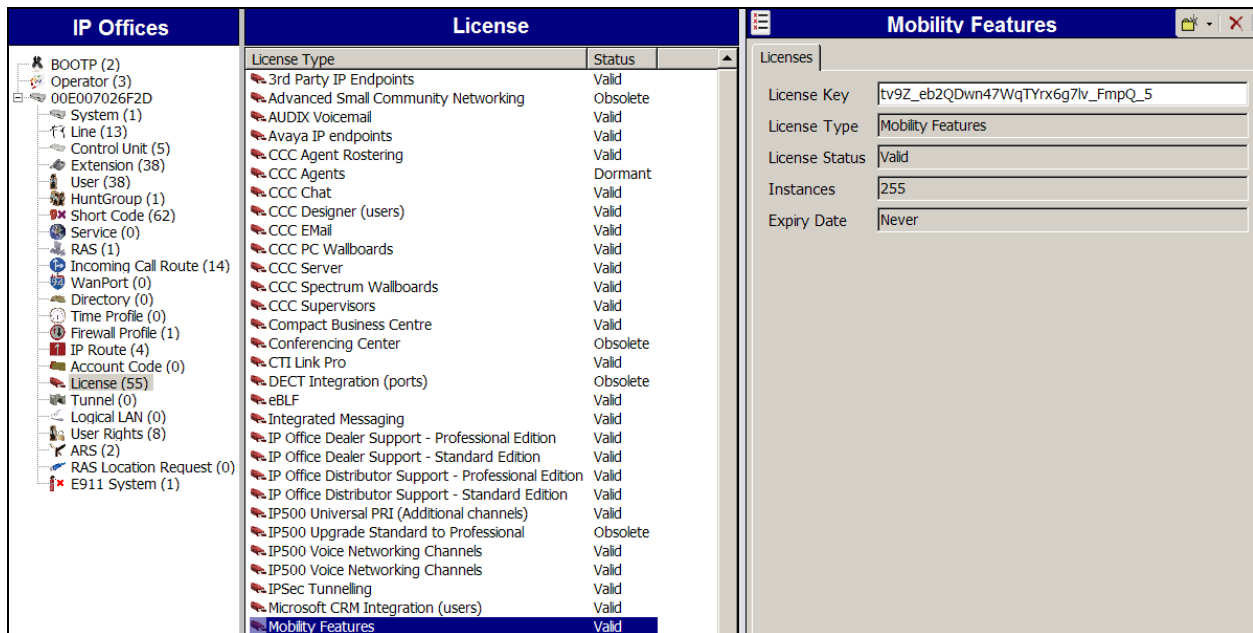 IP Offices
BOOTP (2)
Operator (3)
00E007026F2D
System (1)
Line (13)
Control Unit (5)
Extension (38)
User (38)
HuntGroup (1)
Short Code (62)
Service (0)
RAS (1)
Incoming Call Route (14)
WanPort (0)
Directory (0)
Time Profile (0)
Firewall Profile (1)
IP Route (4)
Account Code (0)
License (55)
Tunnel (0)
Logical LAN (0)
User Rights (8)
ARS (2)
RAS Location Request (0)
E911 System (1)
License
License Type Status
3rd Party IP Endpoints Valid
Advanced Small Community Networking Obsolete
AUDIX Voicemail Valid
Avaya IP endpoints Valid
CCC Agent Rostering Valid
CCC Agents Dormant
CCC Chat Valid
CCC Designer (users) Valid
CCC EMail Valid
CCC PC Wallboards Valid
CCC Server Valid
CCC Spectrum Wallboards Valid
CCC Supervisors Valid
Compact Business Centre Valid
Conferencing Center Obsolete
CTI Link Pro Valid
DECT Integration (ports) Obsolete
eBLF Valid
Integrated Messaging Valid
IP Office Dealer Support - Professional Edition Valid
IP Office Dealer Support - Standard Edition Valid
IP Office Distributor Support - Professional Edition Valid
IP Office Distributor Support - Standard Edition Valid
IP500 Universal PRI (Additional channels) Valid
IP500 Upgrade Standard to Professional Obsolete
IP500 Voice Networking Channels Valid
IP500 Voice Networking Channels Valid
IPSec Tunnelling Valid
Microsoft CRM Integration (users) Valid
Mobility Features Valid
Mobility Features
Licenses
License Key tv9Z_eb2QDwn47WqTYrx6g7lv_FmpQ_5
License Type Mobility Features
License Status Valid
Instances 255
Expiry Date Never